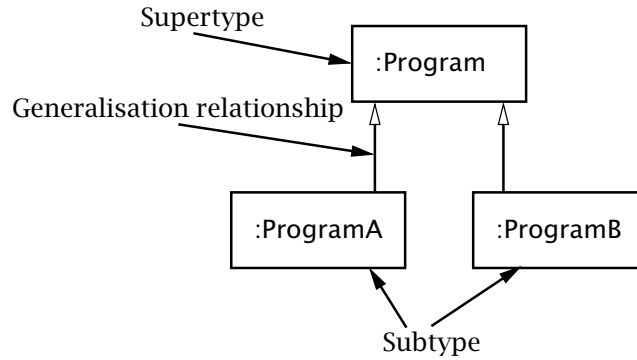 Supertype
:Program
Generalisation relationship
:ProgramA
:ProgramB
Subtype